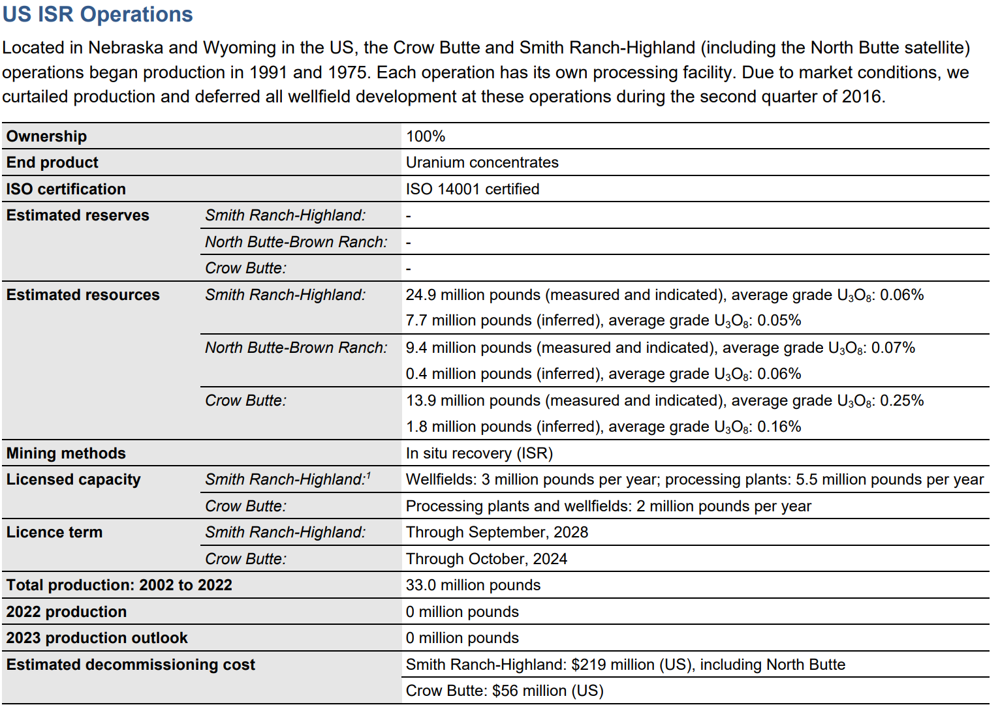 US ISR Operations
Located in Nebraska and Wyoming in the US, the Crow Butte and Smith Ranch-Highland (including the North Butte satellite)
operations began production in 1991 and 1975. Each operation has its own processing facility. Due to market conditions, we
curtailed production and deferred all wellfield development at these operations during the second quarter of 2016.
Ownership 100%
End product Uranium concentrates
ISO certification ISO 14001 certified
Estimated reserves Smith Ranch-Highland: -
North Butte-Brown Ranch: -
Crow Butte: -
Estimated resources Smith Ranch-Highland: 24.9 million pounds (measured and indicated), average grade U₃O₈: 0.06%
7.7 million pounds (inferred), average grade U₃O₈: 0.05%
North Butte-Brown Ranch: 9.4 million pounds (measured and indicated), average grade U₃O₈: 0.07%
0.4 million pounds (inferred), average grade U₃O₈: 0.06%
Crow Butte: 13.9 million pounds (measured and indicated), average grade U₃O₈: 0.25%
1.8 million pounds (inferred), average grade U₃O₈: 0.16%
Mining methods In situ recovery (ISR)
Licensed capacity Smith Ranch-Highland:¹ Wellfields: 3 million pounds per year; processing plants: 5.5 million pounds per year
Crow Butte: Processing plants and wellfields: 2 million pounds per year
Licence term Smith Ranch-Highland: Through September, 2028
Crow Butte: Through October, 2024
Total production: 2002 to 2022 33.0 million pounds
2022 production 0 million pounds
2023 production outlook 0 million pounds
Estimated decommissioning cost Smith Ranch-Highland: $219 million (US), including North Butte
Crow Butte: $56 million (US)